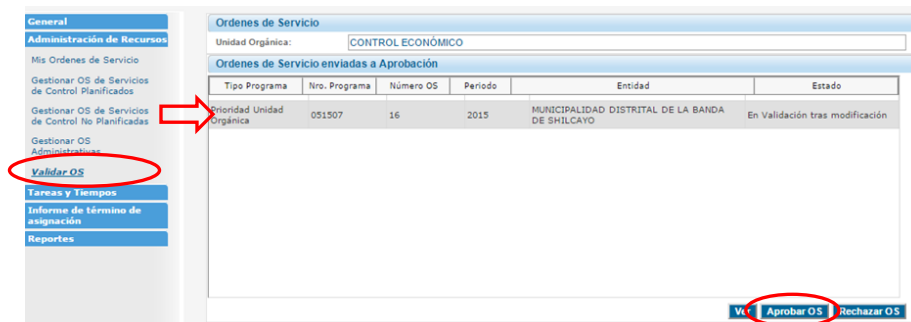 General
Administración de Recursos
Mis Ordenes de Servicio
Gestionar OS de Servicios
de Control Planificados
Gestionar OS de Servicios
de Control No Planificadas
Gestionar OS
Administrativas
Validar OS
Tareas y Tiempos
Informe de término de
asignación
Reportes
Ordenes de Servicio
Unidad Orgánica: CONTROL ECONÓMICO
Ordenes de Servicio enviadas a Aprobación
Tipo Programa Nro. Programa Número OS Periodo Entidad Estado
Prioridad Unidad
Orgánica
051507 16 2015
MUNICIPALIDAD DISTRITAL DE LA BANDA
DE SHILCAYO
En Validación tras modificación
Ver Aprobar OS Rechazar OS